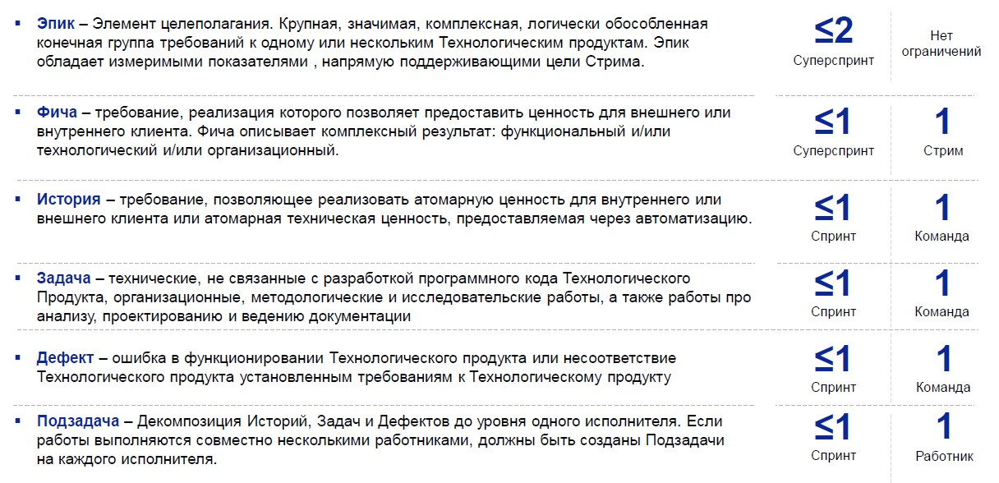 ▪ Эпик – Элемент целеполагания. Крупная, значимая, комплексная, логически обособленная
конечная группа требований к одному или нескольким Технологическим продуктам. Эпик
обладает измеримыми показателями , напрямую поддерживающими цели Стрима.
≤2
Суперспринт
Нет
ограничений
▪ Фича – требование, реализация которого позволяет предоставить ценность для внешнего или
внутреннего клиента. Фича описывает комплексный результат: функциональный и/или
технологический и/или организационный.
≤1
Суперспринт
1
Стрим
▪ История – требование, позволяющее реализовать атомарную ценность для внутреннего или
внешнего клиента или атомарная техническая ценность, предоставляемая через автоматизацию.
≤1
Спринт
1
Команда
▪ Задача – технические, не связанные с разработкой программного кода Технологического
Продукта, организационные, методологические и исследовательские работы, а также работы про
анализу, проектированию и ведению документации
≤1
Спринт
1
Команда
▪ Дефект – ошибка в функционировании Технологического продукта или несоответствие
Технологического продукта установленным требованиям к Технологическому продукту
≤1
Спринт
1
Команда
▪ Подзадача – Декомпозиция Историй, Задач и Дефектов до уровня одного исполнителя. Если
работы выполняются совместно несколькими работниками, должны быть созданы Подзадачи
на каждого исполнителя.
≤1
Спринт
1
Работник